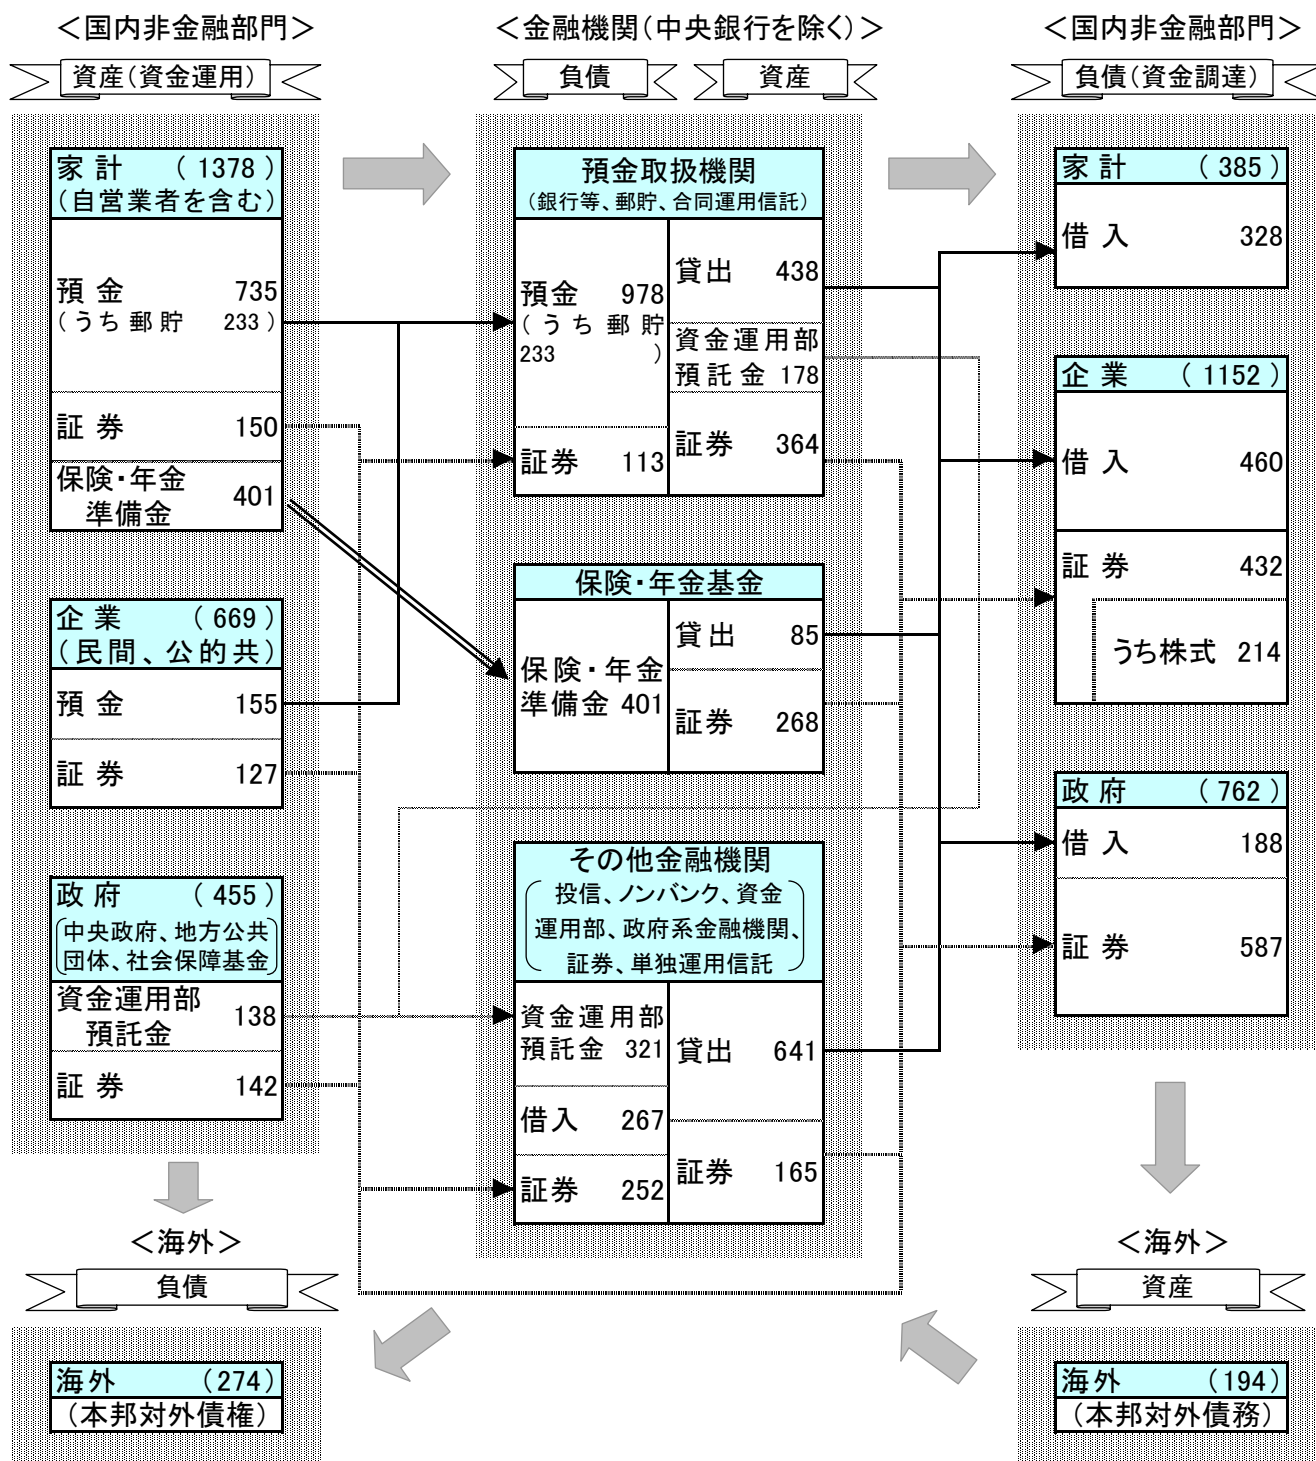 ＜国内非金融部門＞
資産（資金運用）
家計 （1378）
（自営業者を含む）
預金 735
（うち郵貯 233）
証券 150
保険・年金
準備金 401
企業 （669）
（民間、公的共）
預金 155
証券 127
政府 （455）
中央政府、地方公共
団体、社会保障基金
資金運用部
預託金 138
証券 142
＜海外＞
負債
海外 （274）
（本邦対外債権）
＜金融機関（中央銀行を除く）＞
負債 資産
預金取扱機関
（銀行等、郵貯、合同運用信託）
預金 978
（うち郵貯
233 ）
証券 113
貸出 438
資金運用部
預託金 178
証券 364
保険・年金基金
保険・年金
準備金 401
貸出 85
証券 268
その他金融機関
投信、ノンバンク、資金
運用部、政府系金融機関、
証券、単独運用信託
資金運用部
預託金 321
借入 267
証券 252
貸出 641
証券 165
＜国内非金融部門＞
負債（資金調達）
家計 （385）
借入 328
企業 （1152）
借入 460
証券 432
うち株式 214
政府 （762）
借入 188
証券 587
＜海外＞
資産
海外 （194）
（本邦対外債務）